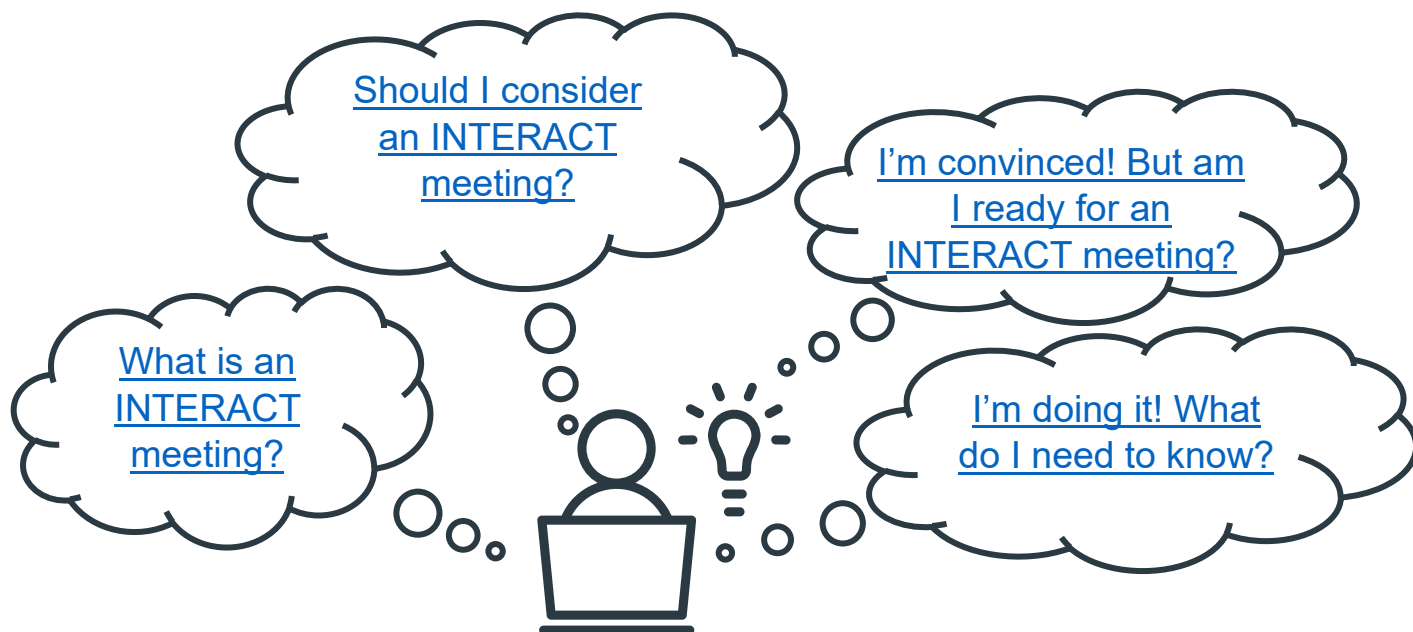 What is an
INTERACT
meeting?
Should I consider
an INTERACT
meeting?
I’m convinced! But am
I ready for an
INTERACT meeting?
I’m doing it! What
do I need to know?